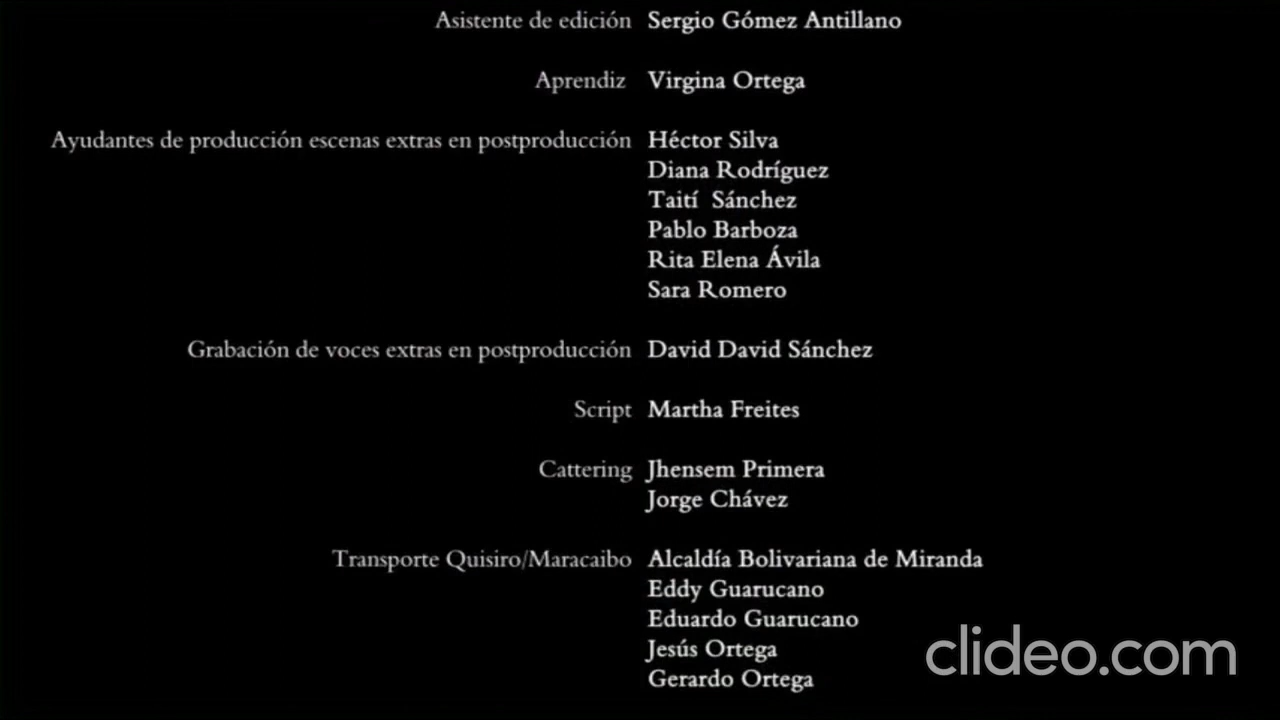 Asistente de edición Sergio Gómez Antillano
Aprendiz Virgina Ortega
Ayudantes de producción escenas extras en postproducción Héctor Silva
Diana Rodríguez
Taití Sánchez
Pablo Barboza
Rita Elena Ávila
Sara Romero
Grabación de voces extras en postproducción David David Sánchez
Script Martha Freites
Cattering Jhensem Primera
Jorge Chávez
Transporte Quisiro/Maracaibo Alcaldía Bolivariana de Miranda
Eddy Guarucano
Eduardo Guarucano
Jesús Ortega
Gerardo Ortega
clideo.com